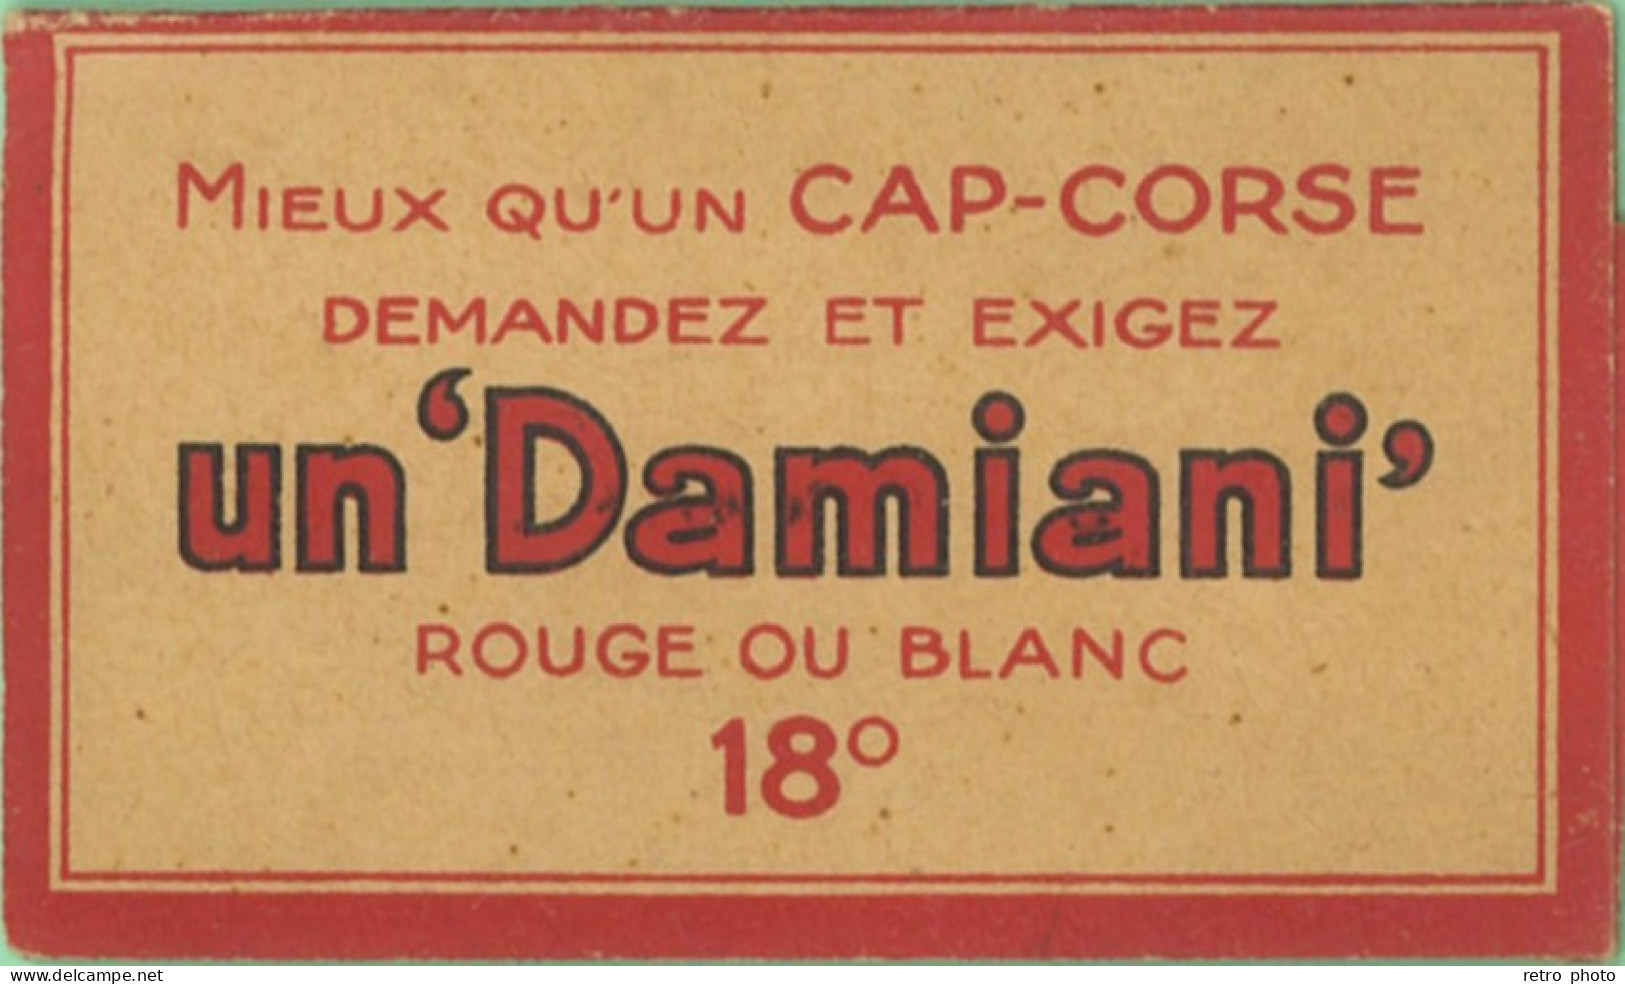 MIEUX QU'UN CAP-CORSE
DEMANDEZ ET EXIGEZ
un 'Damiani'
ROUGE OU BLANC
18°
www.delcampe.net
retro photo